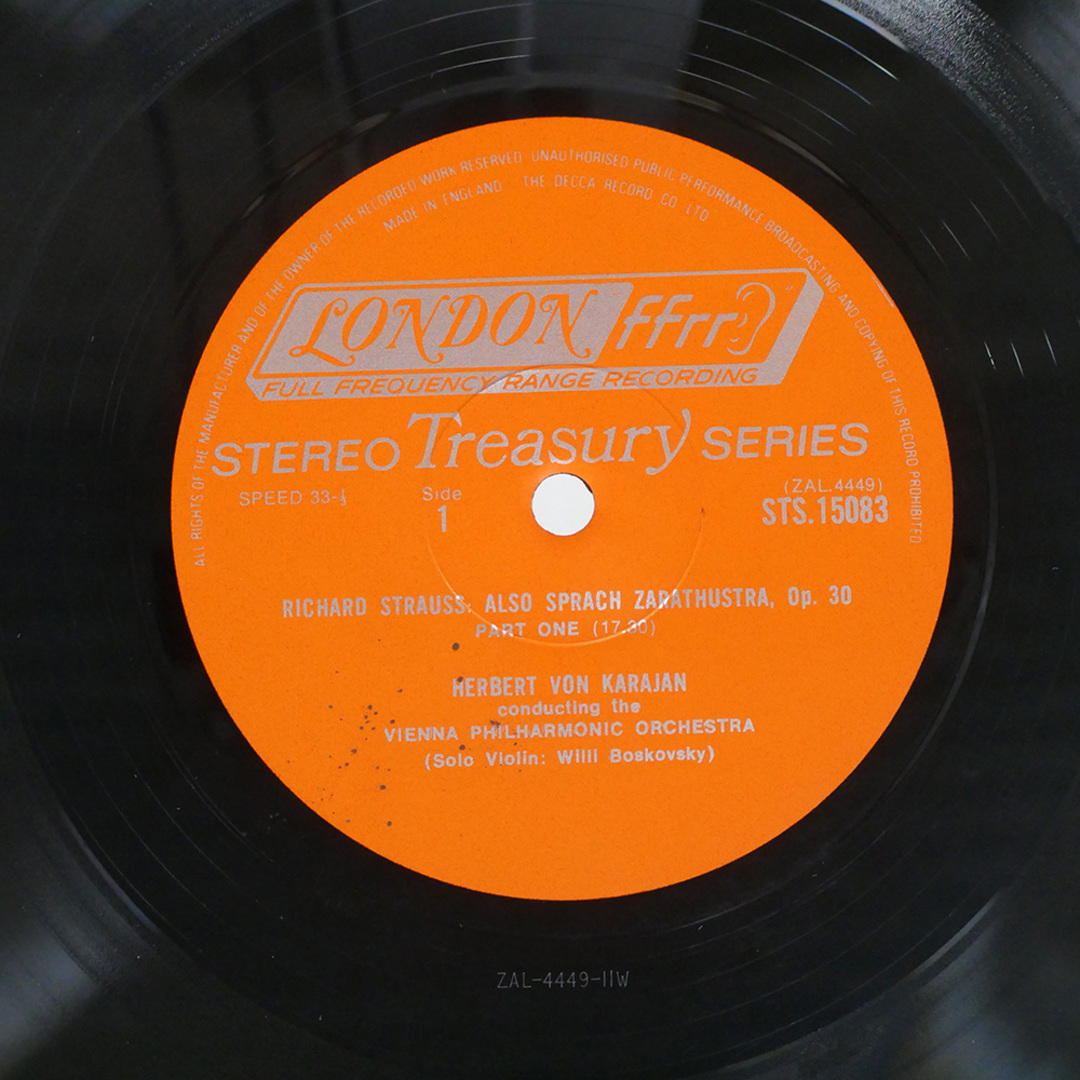 ALL RIGHTS OF THE MANUFACTURER AND OF THE OWNER OF THE RECORDED WORK RESERVED UNAUTHORISED PUBLIC PERFORMANCE BROADCASTING AND COPYING OF THIS RECORD PROHIBITED
MADE IN ENGLAND THE DECCA RECORD CO LTD
LONDON ffrr
FULL FREQUENCY RANGE RECORDING
STEREO Treasury SERIES
SPEED 33-⅓ Side (ZAL.4449)
1 STS.15083
RICHARD STRAUSS: ALSO SPRACH ZARATHUSTRA, Op. 30
PART ONE (17.30)
HERBERT VON KARAJAN
conducting the
VIENNA PHILHARMONIC ORCHESTRA
(Solo Violin: Willi Boskovsky)
ZAL-4449-11W